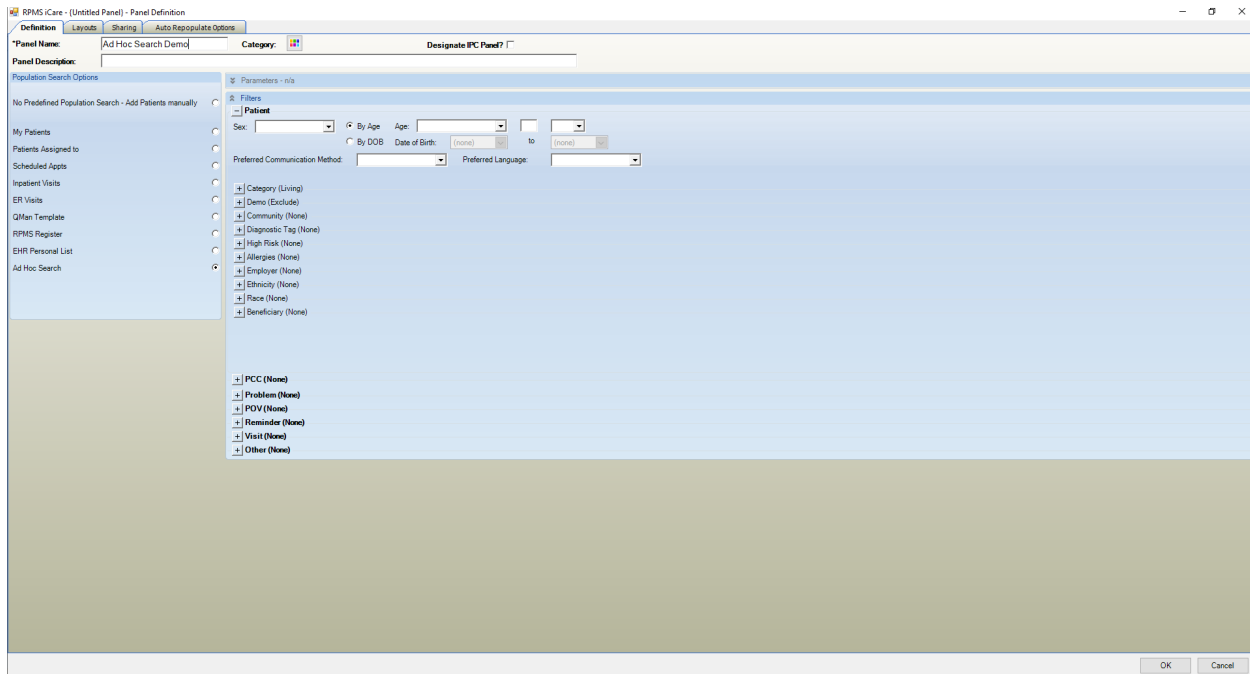 RPMS iCare - (Untitled Panel) - Panel Definition
Definition Layouts Sharing Auto Repopulate Options
*Panel Name: Ad Hoc Search Demo Category: Designate IPC Panel?
Panel Description:
Population Search Options
No Predefined Population Search - Add Patients manually
My Patients
Patients Assigned to
Scheduled Appts
Inpatient Visits
ER Visits
QMan Template
RPMS Register
EHR Personal List
Ad Hoc Search
Parameters - n/a
Filters
Patient
Sex: By Age Age:
By DOB Date of Birth: (none) to (none)
Preferred Communication Method: Preferred Language:
Category (Living)
Demo (Exclude)
Community (None)
Diagnostic Tag (None)
High Risk (None)
Allergies (None)
Employer (None)
Ethnicity (None)
Race (None)
Beneficiary (None)
PCC (None)
Problem (None)
POV (None)
Reminder (None)
Visit (None)
Other (None)
OK Cancel